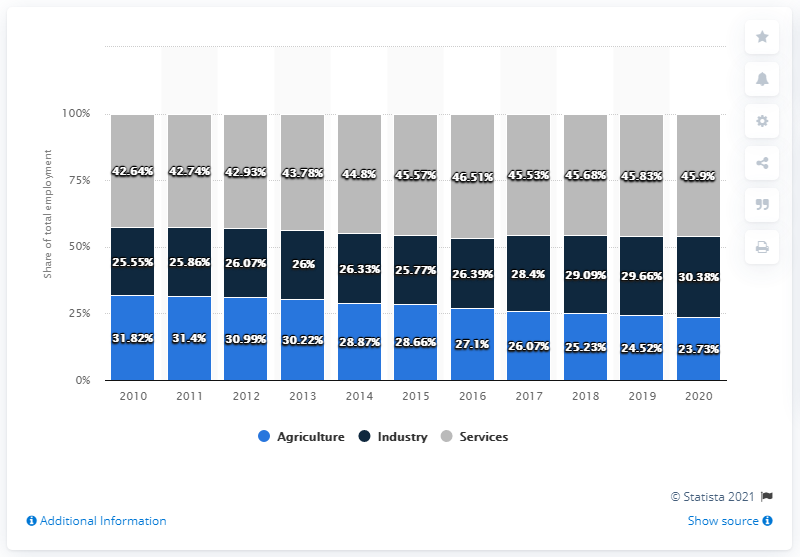 100%
75%
50%
25%
0%
Share of total employment
42.64% 42.74% 42.93% 43.78% 44.8% 45.57% 46.51% 45.53% 45.68% 45.83% 45.9%
25.55% 25.86% 26.07% 26% 26.33% 25.77% 26.39% 28.4% 29.09% 29.66% 30.38%
31.82% 31.4% 30.99% 30.22% 28.87% 28.66% 27.1% 26.07% 25.23% 24.52% 23.73%
2010 2011 2012 2013 2014 2015 2016 2017 2018 2019 2020
Agriculture Industry Services
© Statista 2021
Additional Information Show source